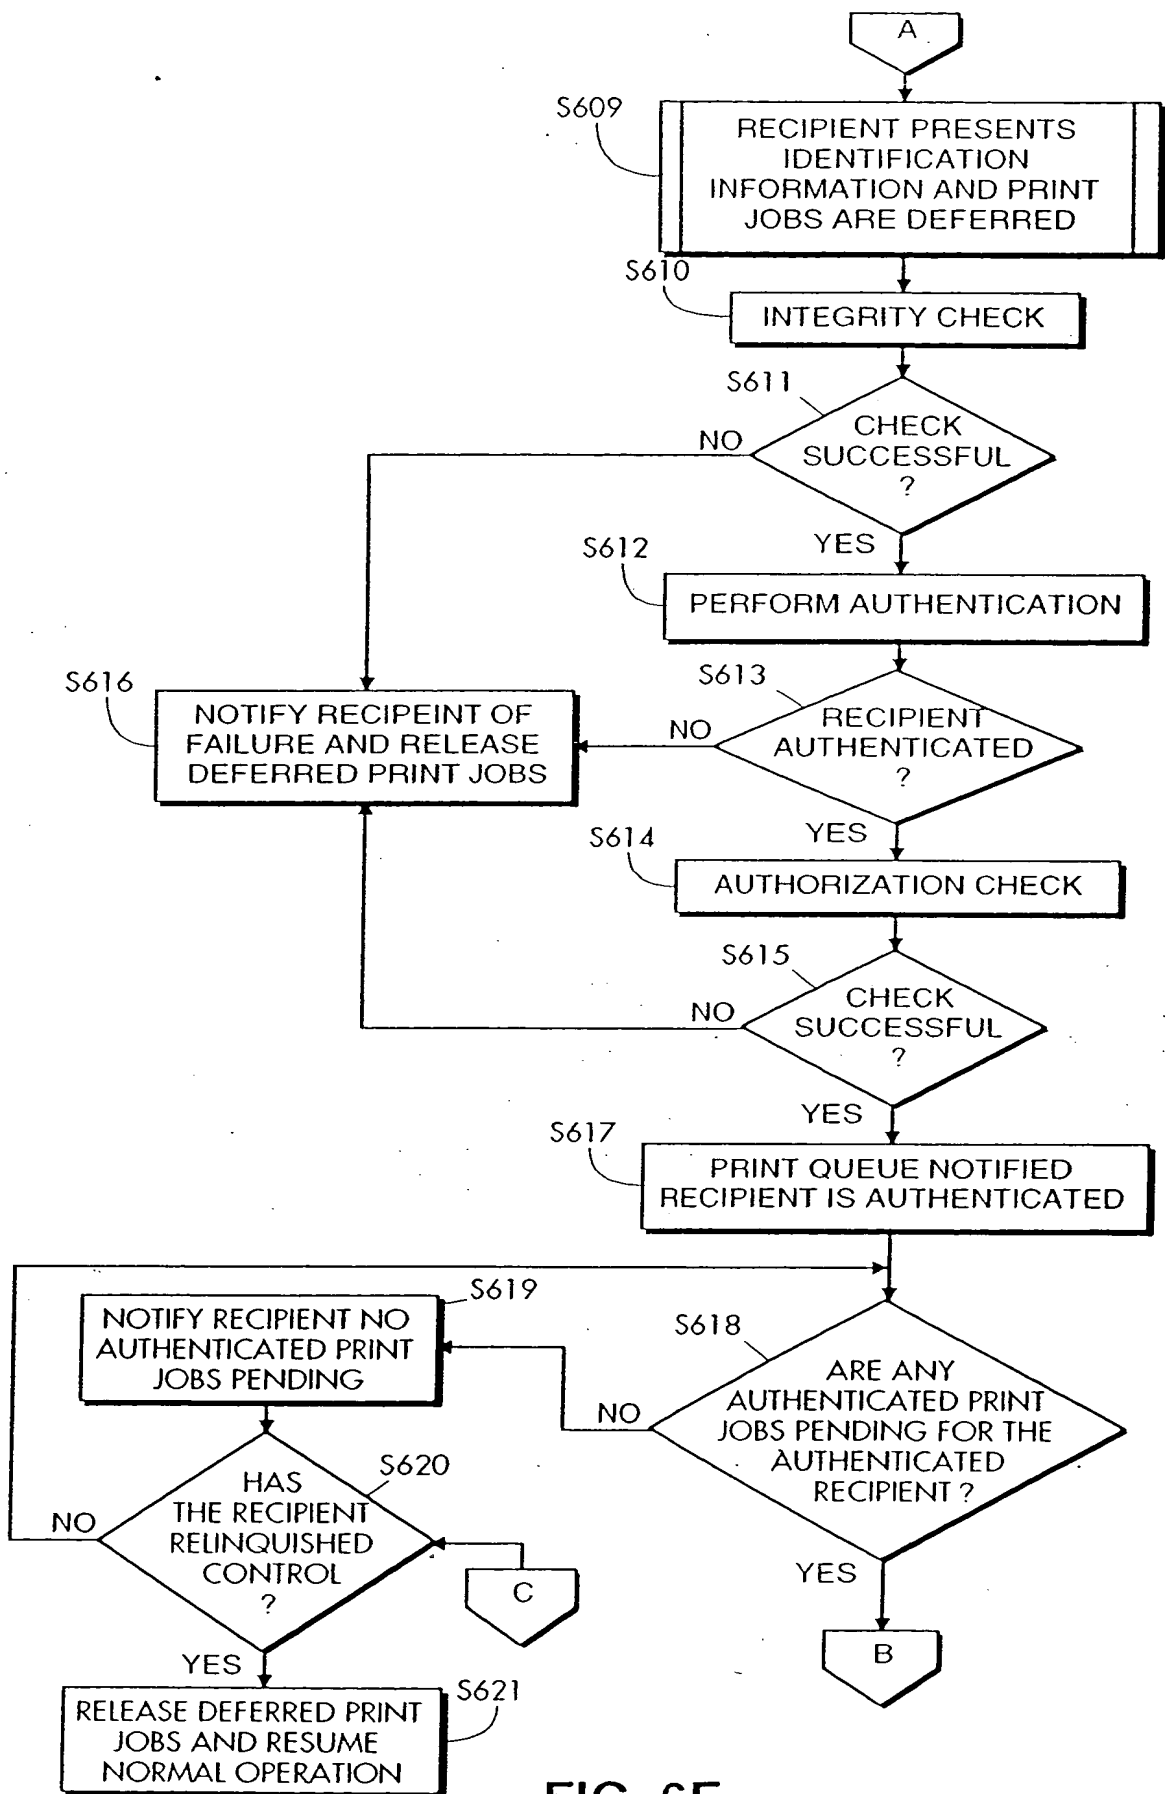 A
S609
RECIPIENT PRESENTS
IDENTIFICATION
INFORMATION AND PRINT
JOBS ARE DEFERRED
S610
INTEGRITY CHECK
S611
CHECK
SUCCESSFUL
?
NO
YES
S612
PERFORM AUTHENTICATION
S613
RECIPIENT
AUTHENTICATED
?
NO
S616
NOTIFY RECIPEINT OF
FAILURE AND RELEASE
DEFERRED PRINT JOBS
YES
S614
AUTHORIZATION CHECK
S615
CHECK
SUCCESSFUL
?
NO
YES
S617
PRINT QUEUE NOTIFIED
RECIPIENT IS AUTHENTICATED
S618
ARE ANY
AUTHENTICATED PRINT
JOBS PENDING FOR THE
AUTHENTICATED
RECIPIENT ?
NO
YES
B
S619
NOTIFY RECIPIENT NO
AUTHENTICATED PRINT
JOBS PENDING
S620
HAS
THE RECIPIENT
RELINQUISHED
CONTROL
?
NO
C
YES
S621
RELEASE DEFERRED PRINT
JOBS AND RESUME
NORMAL OPERATION
FIG.